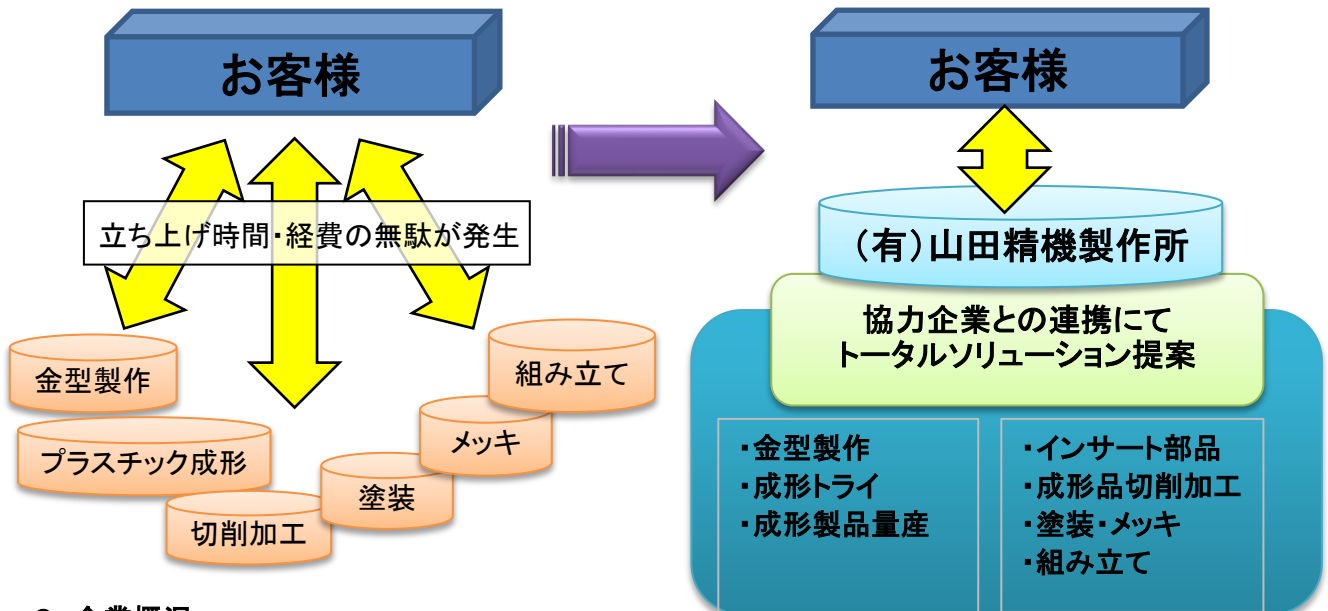 お客様
立ち上げ時間・経費の無駄が発生
金型製作
プラスチック成形
切削加工
塗装
メッキ
組み立て
お客様
（有）山田精機製作所
協力企業との連携にて
トータルソリューション提案
・金型製作
・成形トライ
・成形製品量産
・インサート部品
・成形品切削加工
・塗装・メッキ
・組み立て